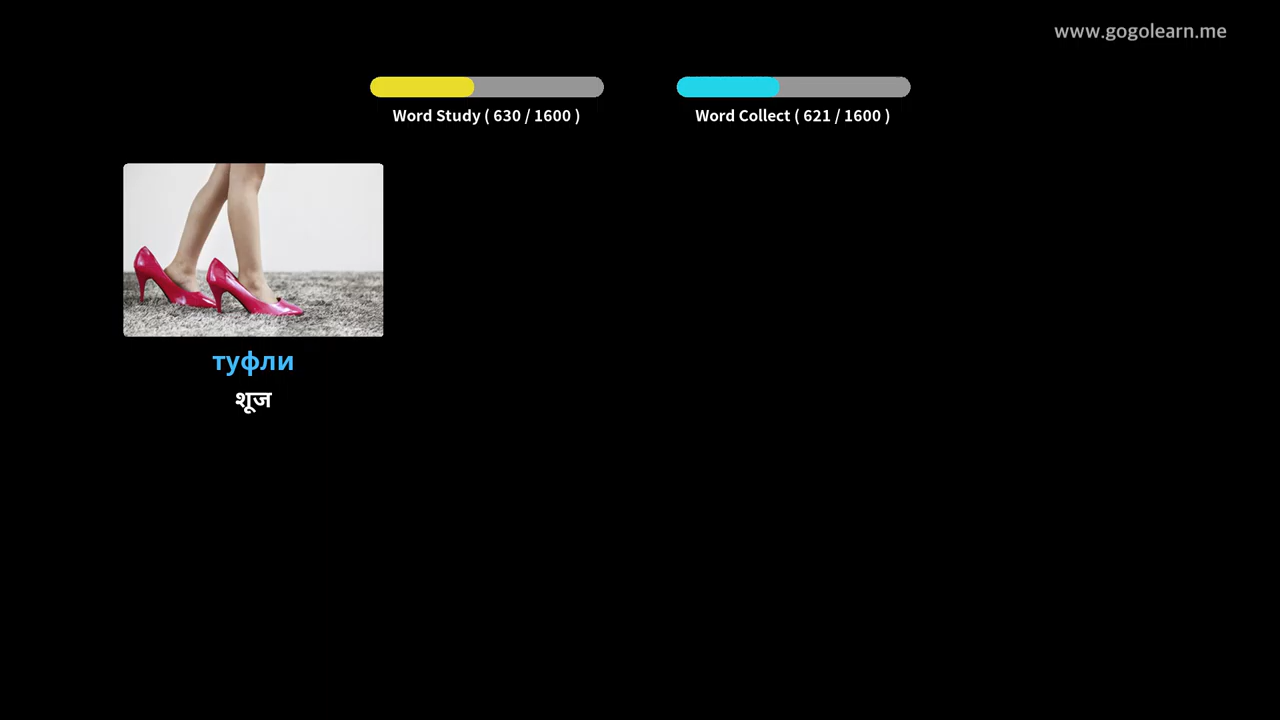 www.gogolearn.me
Word Study ( 630 / 1600 )
Word Collect ( 621 / 1600 )
туфли
शूज